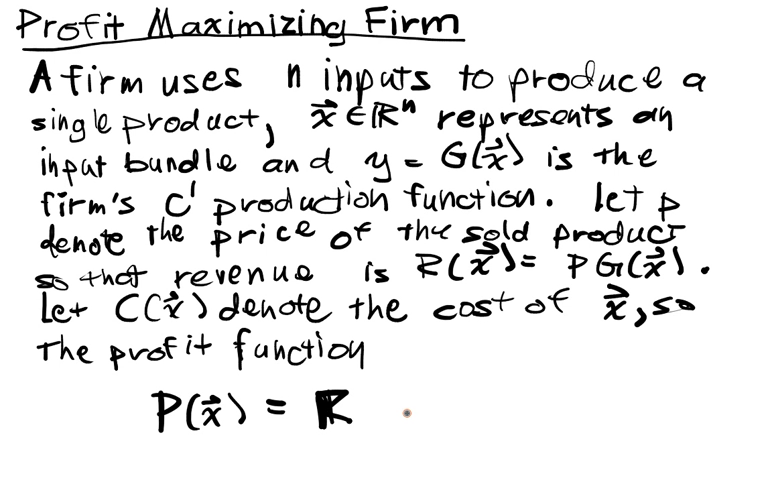 Profit Maximizing Firm
A firm uses n inputs to produce a
single product, x⃗ ∈ ℝⁿ represents an
input bundle and y = G(x⃗) is the
firm's C¹ production function. let p
denote the price of the sold product
so that revenue is R(x⃗) = PG(x⃗).
Let C(x⃗) denote the cost of x⃗, so
the profit function
P(x⃗) = R